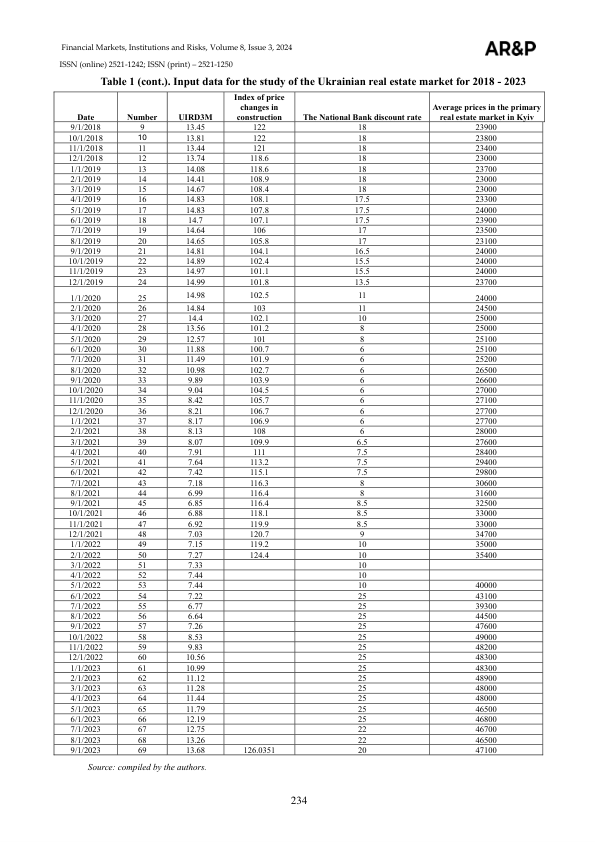 Financial Markets, Institutions and Risks, Volume 8, Issue 3, 2024
AR&P
ISSN (online) 2521-1242; ISSN (print) – 2521-1250
Table 1 (cont.). Input data for the study of the Ukrainian real estate market for 2018 - 2023
Date Number UIRD3M Index of price changes in construction The National Bank discount rate Average prices in the primary real estate market in Kyiv
9/1/2018 9 13.45 122 18 23900
10/1/2018 10 13.81 122 18 23800
11/1/2018 11 13.44 121 18 23400
12/1/2018 12 13.74 118.6 18 23000
1/1/2019 13 14.08 118.6 18 23700
2/1/2019 14 14.41 108.9 18 23000
3/1/2019 15 14.67 108.4 18 23000
4/1/2019 16 14.83 108.1 17.5 23300
5/1/2019 17 14.83 107.8 17.5 24000
6/1/2019 18 14.7 107.1 17.5 23900
7/1/2019 19 14.64 106 17 23500
8/1/2019 20 14.65 105.8 17 23100
9/1/2019 21 14.81 104.1 16.5 24000
10/1/2019 22 14.89 102.4 15.5 24000
11/1/2019 23 14.97 101.1 15.5 24000
12/1/2019 24 14.99 101.8 13.5 23700
1/1/2020 25 14.98 102.5 11 24000
2/1/2020 26 14.84 103 11 24500
3/1/2020 27 14.4 102.1 10 25000
4/1/2020 28 13.56 101.2 8 25000
5/1/2020 29 12.57 101 8 25100
6/1/2020 30 11.88 100.7 6 25100
7/1/2020 31 11.49 101.9 6 25200
8/1/2020 32 10.98 102.7 6 26500
9/1/2020 33 9.89 103.9 6 26600
10/1/2020 34 9.04 104.5 6 27000
11/1/2020 35 8.42 105.7 6 27100
12/1/2020 36 8.21 106.7 6 27700
1/1/2021 37 8.17 106.9 6 27700
2/1/2021 38 8.13 108 6 28000
3/1/2021 39 8.07 109.9 6.5 27600
4/1/2021 40 7.91 111 7.5 28400
5/1/2021 41 7.64 113.2 7.5 29400
6/1/2021 42 7.42 115.1 7.5 29800
7/1/2021 43 7.18 116.3 8 30600
8/1/2021 44 6.99 116.4 8 31600
9/1/2021 45 6.85 116.4 8.5 32500
10/1/2021 46 6.88 118.1 8.5 33000
11/1/2021 47 6.92 119.9 8.5 33000
12/1/2021 48 7.03 120.7 9 34700
1/1/2022 49 7.15 119.2 10 35000
2/1/2022 50 7.27 124.4 10 35400
3/1/2022 51 7.33 10
4/1/2022 52 7.44 10
5/1/2022 53 7.44 10 40000
6/1/2022 54 7.22 25 43100
7/1/2022 55 6.77 25 39300
8/1/2022 56 6.64 25 44500
9/1/2022 57 7.26 25 47600
10/1/2022 58 8.53 25 49000
11/1/2022 59 9.83 25 48200
12/1/2022 60 10.56 25 48300
1/1/2023 61 10.99 25 48300
2/1/2023 62 11.12 25 48900
3/1/2023 63 11.28 25 48000
4/1/2023 64 11.44 25 48000
5/1/2023 65 11.79 25 46500
6/1/2023 66 12.19 25 46800
7/1/2023 67 12.75 22 46700
8/1/2023 68 13.26 22 46500
9/1/2023 69 13.68 126.0351 20 47100
Source: compiled by the authors.
234